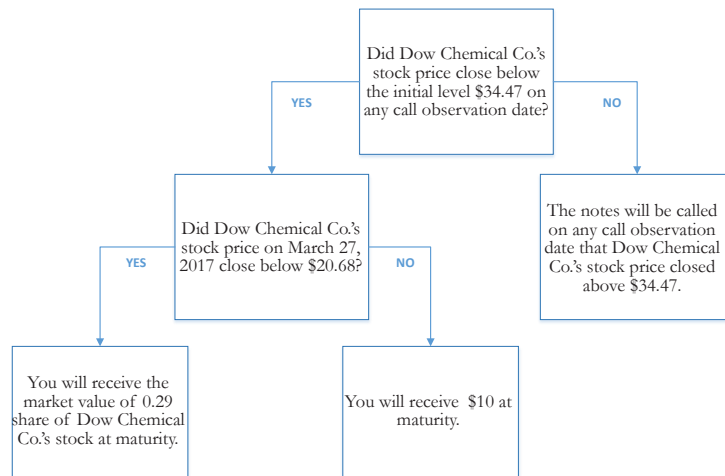 Did Dow Chemical Co.'s
stock price close below
the initial level $34.47 on
any call observation date?
YES
NO
Did Dow Chemical Co.'s
stock price on March 27,
2017 close below $20.68?
The notes will be called
on any call observation
date that Dow Chemical
Co.'s stock price closed
above $34.47.
YES
NO
You will receive the
market value of 0.29
share of Dow Chemical
Co.'s stock at maturity.
You will receive $10 at
maturity.